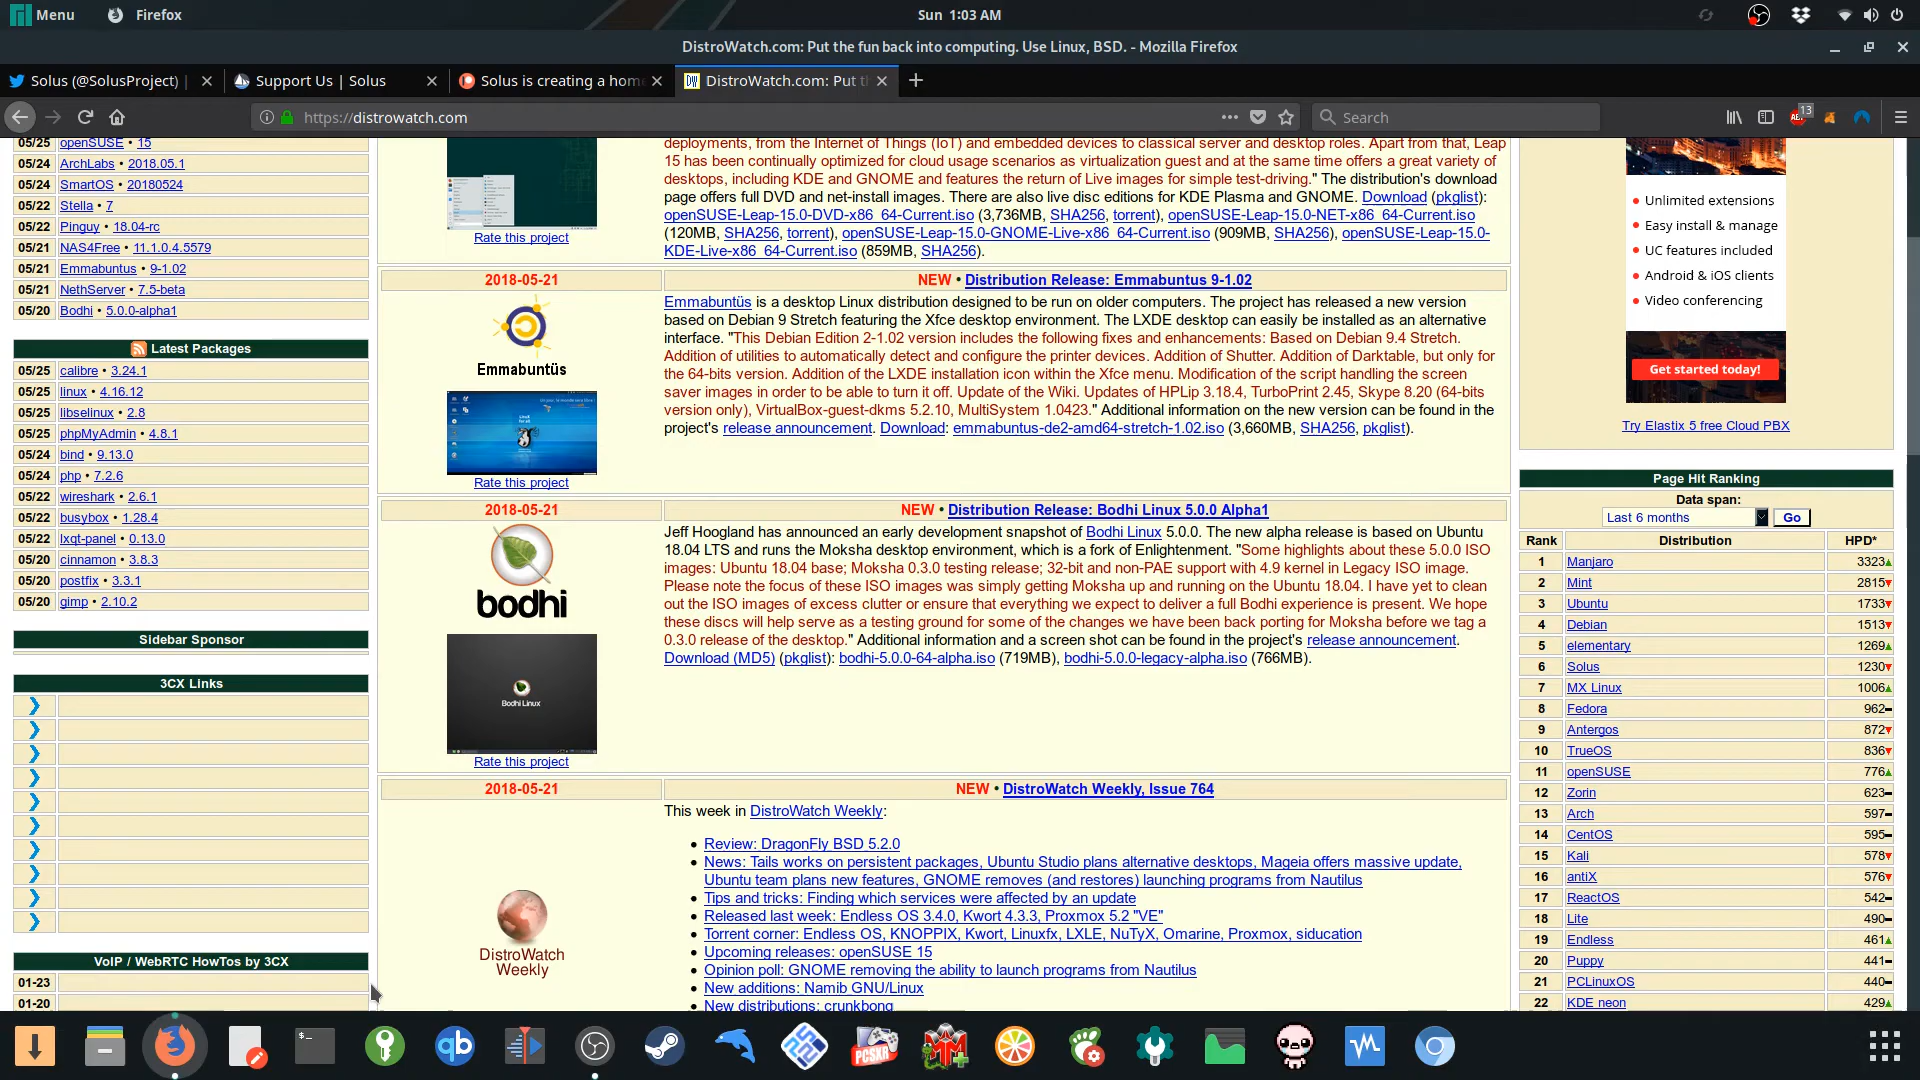 Menu
Firefox
Sun 1:03 AM
DistroWatch.com: Put the fun back into computing. Use Linux, BSD. - Mozilla Firefox
Solus (@SolusProject) |
Support Us | Solus
Solus is creating a hom
DistroWatch.com: Put t
https://distrowatch.com
Search
13
05/25 openSUSE • 15
05/24 ArchLabs • 2018.05.1
05/24 SmartOS • 20180524
05/22 Stella • 7
05/22 Pinguy • 18.04-rc
05/21 NAS4Free • 11.1.0.4.5579
05/21 Emmabuntus • 9-1.02
05/21 NethServer • 7.5-beta
05/20 Bodhi • 5.0.0-alpha1
Latest Packages
05/25 calibre • 3.24.1
05/25 linux • 4.16.12
05/25 libselinux • 2.8
05/25 phpMyAdmin • 4.8.1
05/24 bind • 9.13.0
05/24 php • 7.2.6
05/22 wireshark • 2.6.1
05/22 busybox • 1.28.4
05/22 lxqt-panel • 0.13.0
05/20 cinnamon • 3.8.3
05/20 postfix • 3.3.1
05/20 gimp • 2.10.2
Sidebar Sponsor
3CX Links
VoIP / WebRTC HowTos by 3CX
01-23
01-20
deployments, from the Internet of Things (IoT) and embedded devices to classical server and desktop roles. Apart from that, Leap
15 has been continually optimized for cloud usage scenarios as virtualization guest and at the same time offers a great variety of
desktops, including KDE and GNOME and features the return of Live images for simple test-driving." The distribution's download
page offers full DVD and net-install images. There are also live disc editions for KDE Plasma and GNOME. Download (pkglist):
openSUSE-Leap-15.0-DVD-x86_64-Current.iso (3,736MB, SHA256, torrent), openSUSE-Leap-15.0-NET-x86_64-Current.iso
(120MB, SHA256, torrent), openSUSE-Leap-15.0-GNOME-Live-x86_64-Current.iso (909MB, SHA256), openSUSE-Leap-15.0-
KDE-Live-x86_64-Current.iso (859MB, SHA256).
Rate this project
2018-05-21
NEW • Distribution Release: Emmabuntus 9-1.02
Emmabuntüs
Rate this project
Emmabuntüs is a desktop Linux distribution designed to be run on older computers. The project has released a new version
based on Debian 9 Stretch featuring the Xfce desktop environment. The LXDE desktop can easily be installed as an alternative
interface. "This Debian Edition 2-1.02 version includes the following fixes and enhancements: Based on Debian 9.4 Stretch.
Addition of utilities to automatically detect and configure the printer devices. Addition of Shutter. Addition of Darktable, but only for
the 64-bits version. Addition of the LXDE installation icon within the Xfce menu. Modification of the script handling the screen
saver images in order to be able to turn it off. Update of the Wiki. Updates of HPLip 3.18.4, TurboPrint 2.45, Skype 8.20 (64-bits
version only), VirtualBox-guest-dkms 5.2.10, MultiSystem 1.0423." Additional information on the new version can be found in the
project's release announcement. Download: emmabuntus-de2-amd64-stretch-1.02.iso (3,660MB, SHA256, pkglist).
2018-05-21
NEW • Distribution Release: Bodhi Linux 5.0.0 Alpha1
bodhi
Bodhi Linux
Rate this project
Jeff Hoogland has announced an early development snapshot of Bodhi Linux 5.0.0. The new alpha release is based on Ubuntu
18.04 LTS and runs the Moksha desktop environment, which is a fork of Enlightenment. "Some highlights about these 5.0.0 ISO
images: Ubuntu 18.04 base; Moksha 0.3.0 testing release; 32-bit and non-PAE support with 4.9 kernel in Legacy ISO image.
Please note the focus of these ISO images was simply getting Moksha up and running on the Ubuntu 18.04. I have yet to clean
out the ISO images of excess clutter or ensure that everything we expect to deliver a full Bodhi experience is present. We hope
these discs will help serve as a testing ground for some of the changes we have been back porting for Moksha before we tag a
0.3.0 release of the desktop." Additional information and a screen shot can be found in the project's release announcement.
Download (MD5) (pkglist): bodhi-5.0.0-64-alpha.iso (719MB), bodhi-5.0.0-legacy-alpha.iso (766MB).
2018-05-21
NEW • DistroWatch Weekly, Issue 764
DistroWatch
Weekly
This week in DistroWatch Weekly:
• Review: DragonFly BSD 5.2.0
• News: Tails works on persistent packages, Ubuntu Studio plans alternative desktops, Mageia offers massive update,
Ubuntu team plans new features, GNOME removes (and restores) launching programs from Nautilus
• Tips and tricks: Finding which services were affected by an update
• Released last week: Endless OS 3.4.0, Kwort 4.3.3, Proxmox 5.2 "VE"
• Torrent corner: Endless OS, KNOPPIX, Kwort, Linuxfx, LXLE, NuTyX, Omarine, Proxmox, siducation
• Upcoming releases: openSUSE 15
• Opinion poll: GNOME removing the ability to launch programs from Nautilus
• New additions: Namib GNU/Linux
• New distributions: crunkbong
• Unlimited extensions
• Easy install & manage
• UC features included
• Android & iOS clients
• Video conferencing
Get started today!
Try Elastix 5 free Cloud PBX
Page Hit Ranking
Data span:
Last 6 months Go
Rank Distribution HPD*
1 Manjaro 3323
2 Mint 2815
3 Ubuntu 1733
4 Debian 1513
5 elementary 1269
6 Solus 1230
7 MX Linux 1006
8 Fedora 962
9 Antergos 872
10 TrueOS 836
11 openSUSE 776
12 Zorin 623
13 Arch 597
14 CentOS 595
15 Kali 578
16 antiX 576
17 ReactOS 542
18 Lite 490
19 Endless 461
20 Puppy 441
21 PCLinuxOS 440
22 KDE neon 429
qb
PCSXR